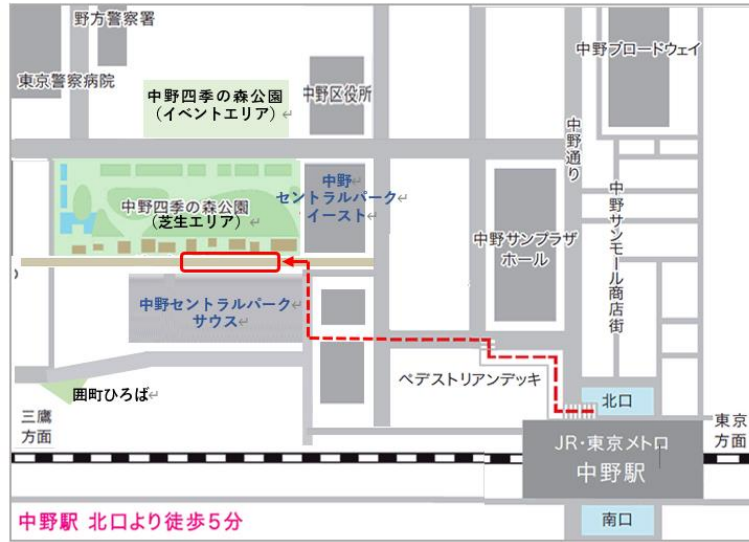 野方警察署
東京警察病院
中野四季の森公園
（イベントエリア）
中野区役所
中野ブロードウェイ
中野通り
中野サンモール商店街
中野四季の森公園
（芝生エリア）
中野
セントラルパーク
イースト
中野サンプラザ
ホール
中野セントラルパーク
サウス
ペデストリアンデッキ
囲町ひろば
北口
三鷹
方面
東京
方面
JR・東京メトロ
中野駅
南口
中野駅 北口より徒歩5分